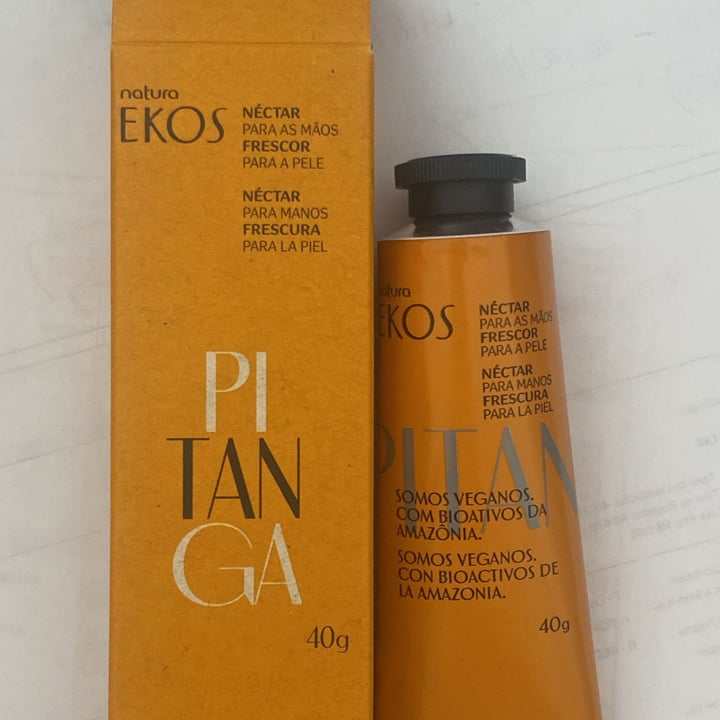 natura
EKOS
NÉCTAR
PARA AS MÃOS
FRESCOR
PARA A PELE
NÉCTAR
PARA MANOS
FRESCURA
PARA LA PIEL
PI
TAN
GA
40g
natura
EKOS
NÉCTAR
PARA AS MÃOS
FRESCOR
PARA A PELE
NÉCTAR
PARA MANOS
FRESCURA
PARA LA PIEL
PITAN
SOMOS VEGANOS.
COM BIOATIVOS DA
AMAZÔNIA.
SOMOS VEGANOS.
CON BIOACTIVOS DE
LA AMAZONIA.
40g